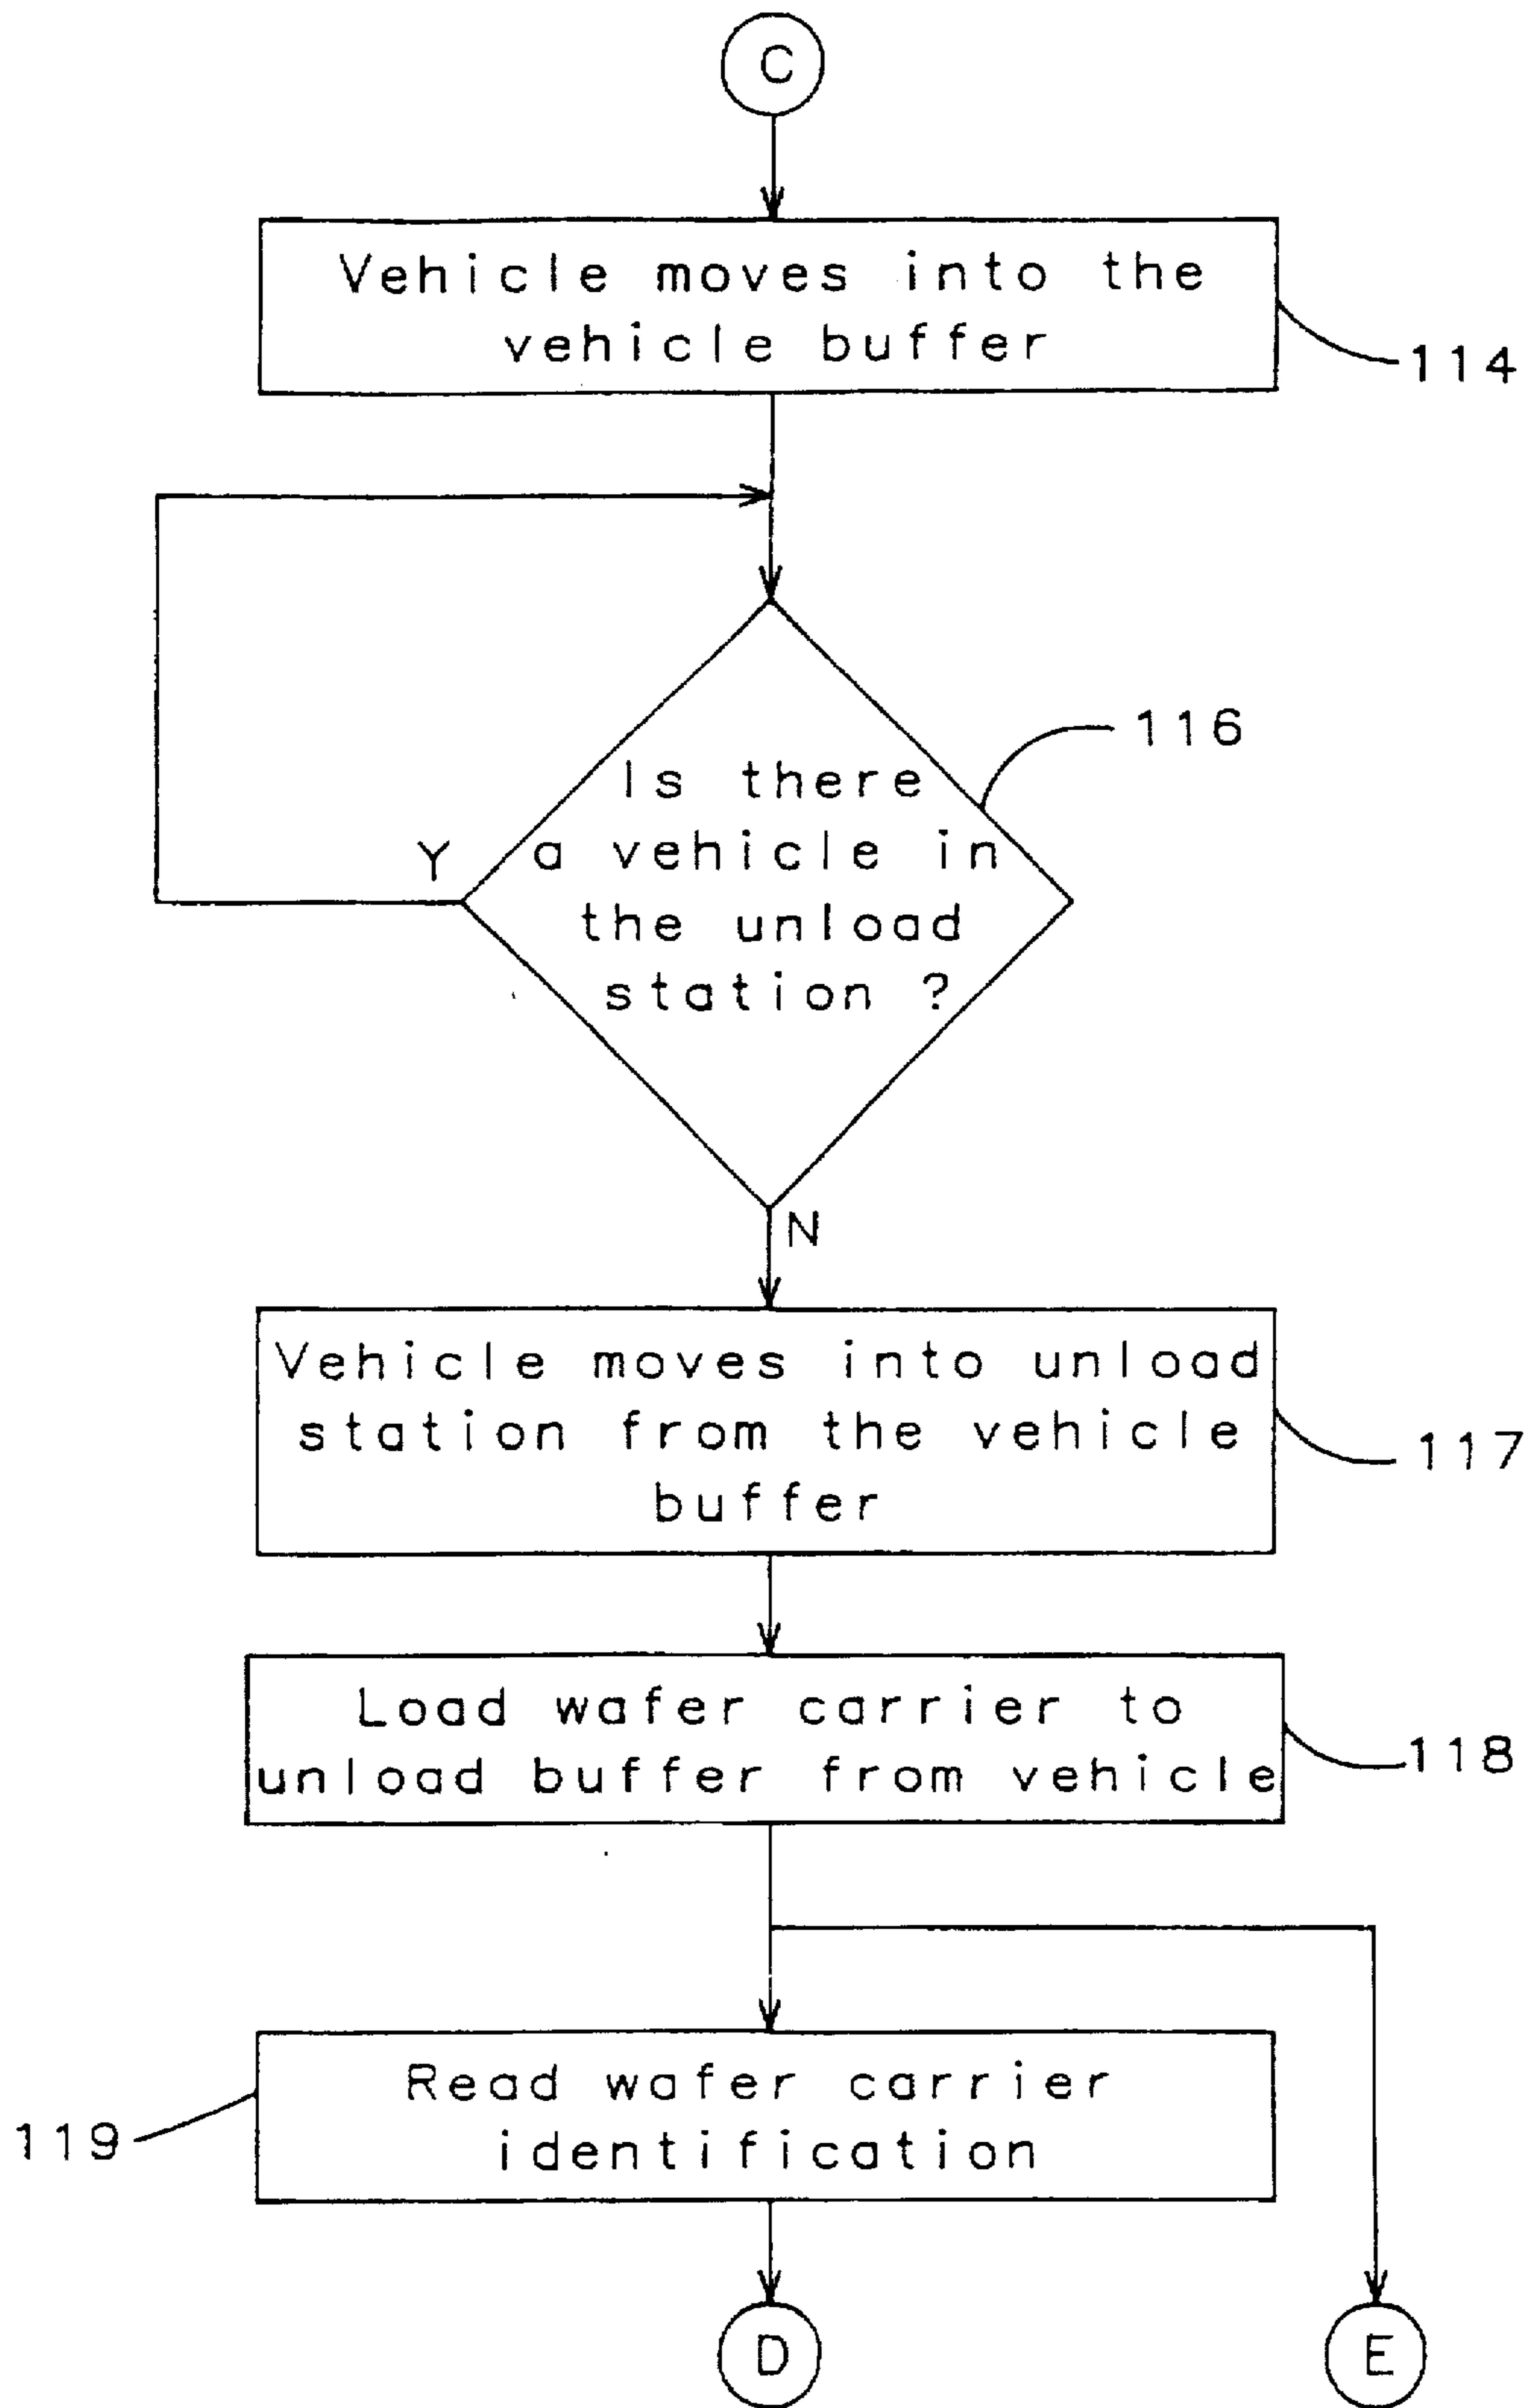 C
Vehicle moves into the
vehicle buffer
114
116
Is there
a vehicle in
the unload
station ?
Y
N
Vehicle moves into unload
station from the vehicle
buffer
117
Load wafer carrier to
unload buffer from vehicle
118
Read wafer carrier
identification
119
D
E